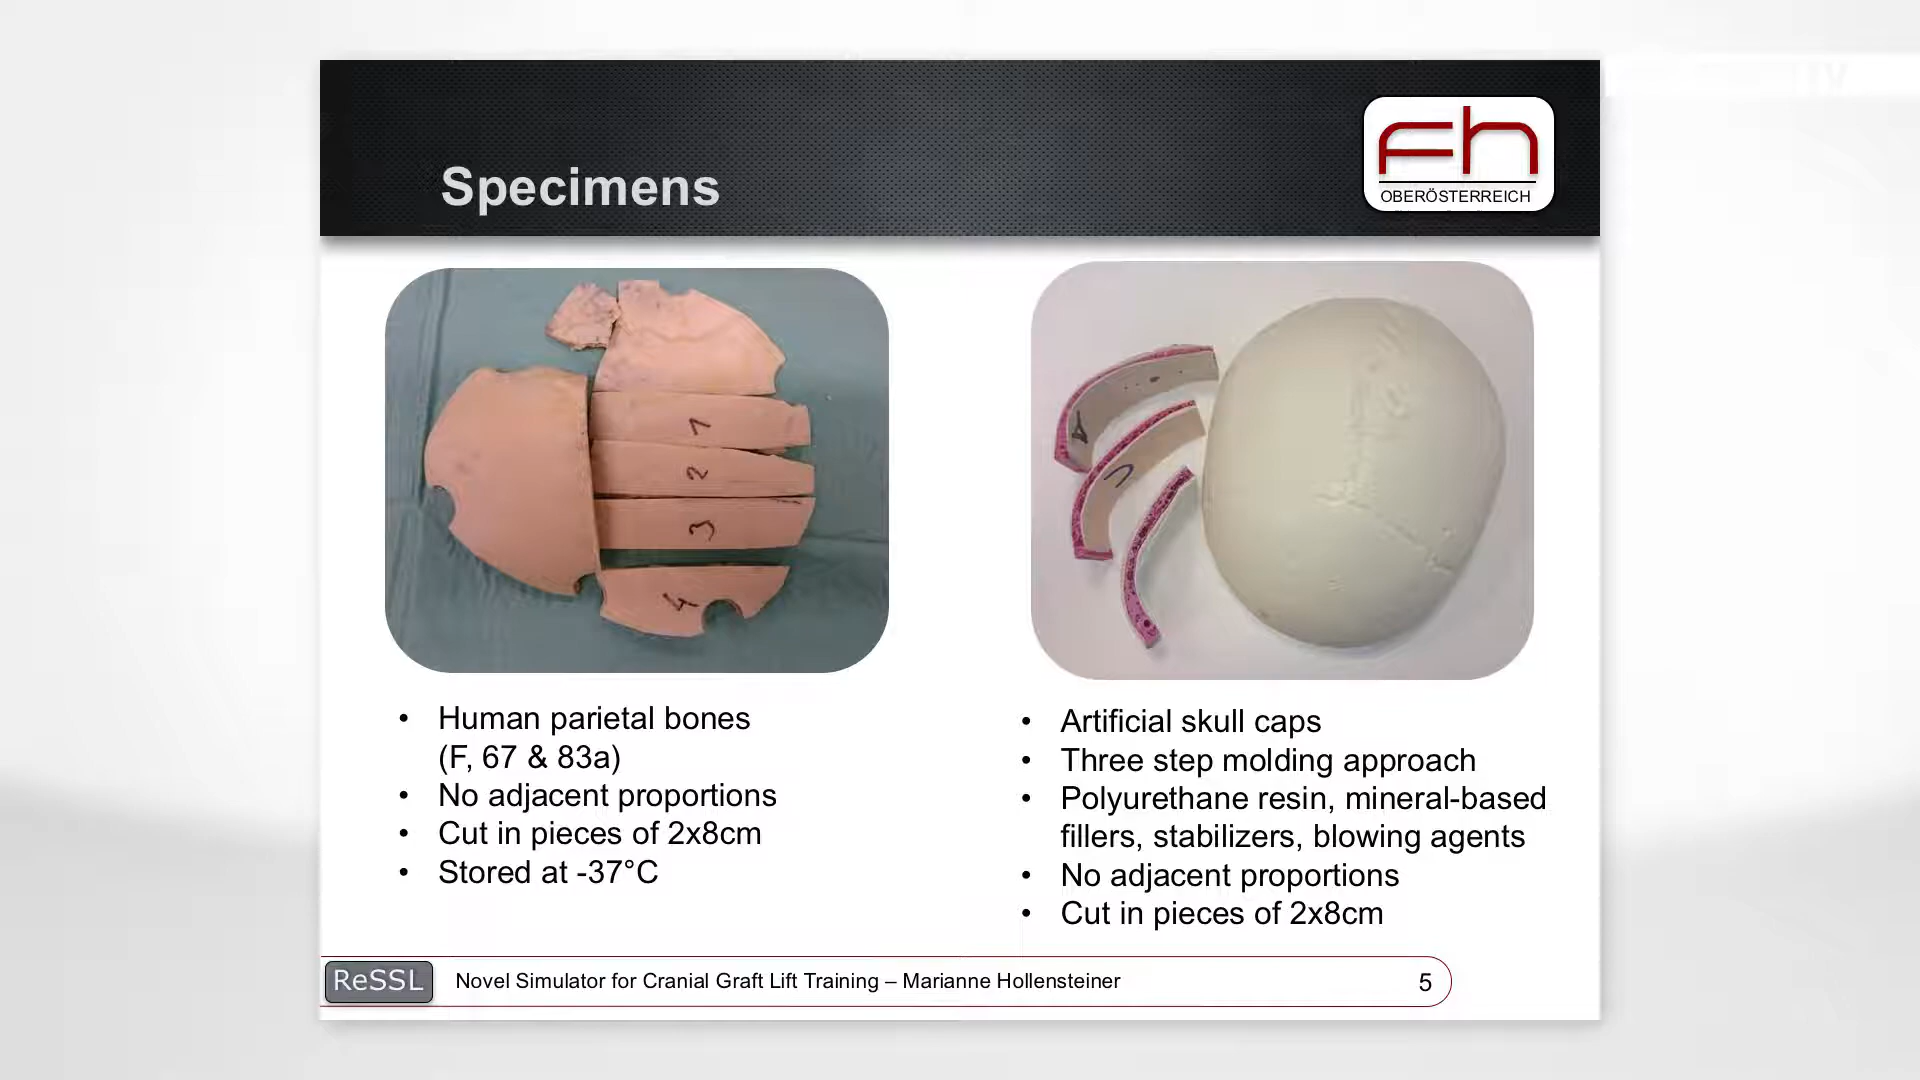 Specimens
Fh
OBERÖSTERREICH
1
2
3
4
• Human parietal bones
(F, 67 & 83a)
• No adjacent proportions
• Cut in pieces of 2x8cm
• Stored at -37°C
• Artificial skull caps
• Three step molding approach
• Polyurethane resin, mineral-based
fillers, stabilizers, blowing agents
• No adjacent proportions
• Cut in pieces of 2x8cm
ReSSL
Novel Simulator for Cranial Graft Lift Training – Marianne Hollensteiner
5